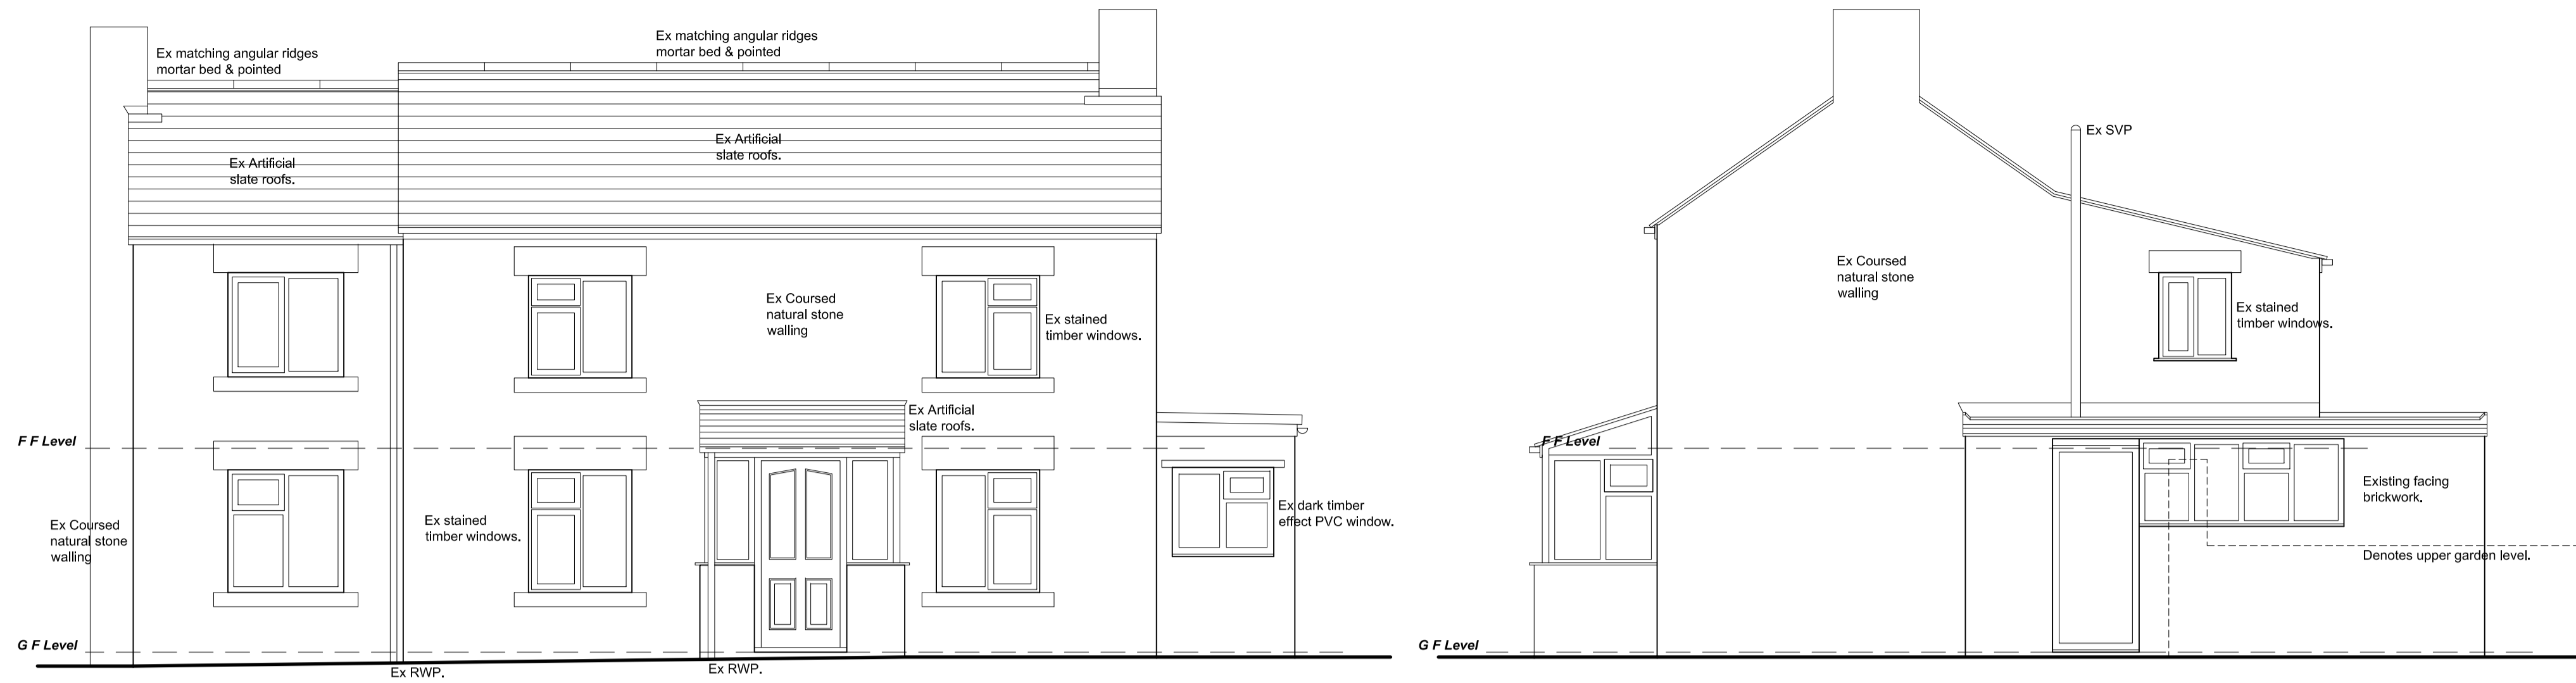 Ex matching angular ridges
mortar bed & pointed
Ex matching angular ridges
mortar bed & pointed
Ex Artificial
slate roofs.
Ex Artificial
slate roofs.
Ex Coursed
natural stone
walling
Ex stained
timber windows.
Ex Artificial
slate roofs.
F F Level
Ex Coursed
natural stone
walling
Ex stained
timber windows.
Ex dark timber
effect PVC window.
G F Level
Ex RWP.
Ex RWP.
Ex SVP
Ex Coursed
natural stone
walling
Ex stained
timber windows.
F F Level
Existing facing
brickwork.
Denotes upper garden level.
G F Level